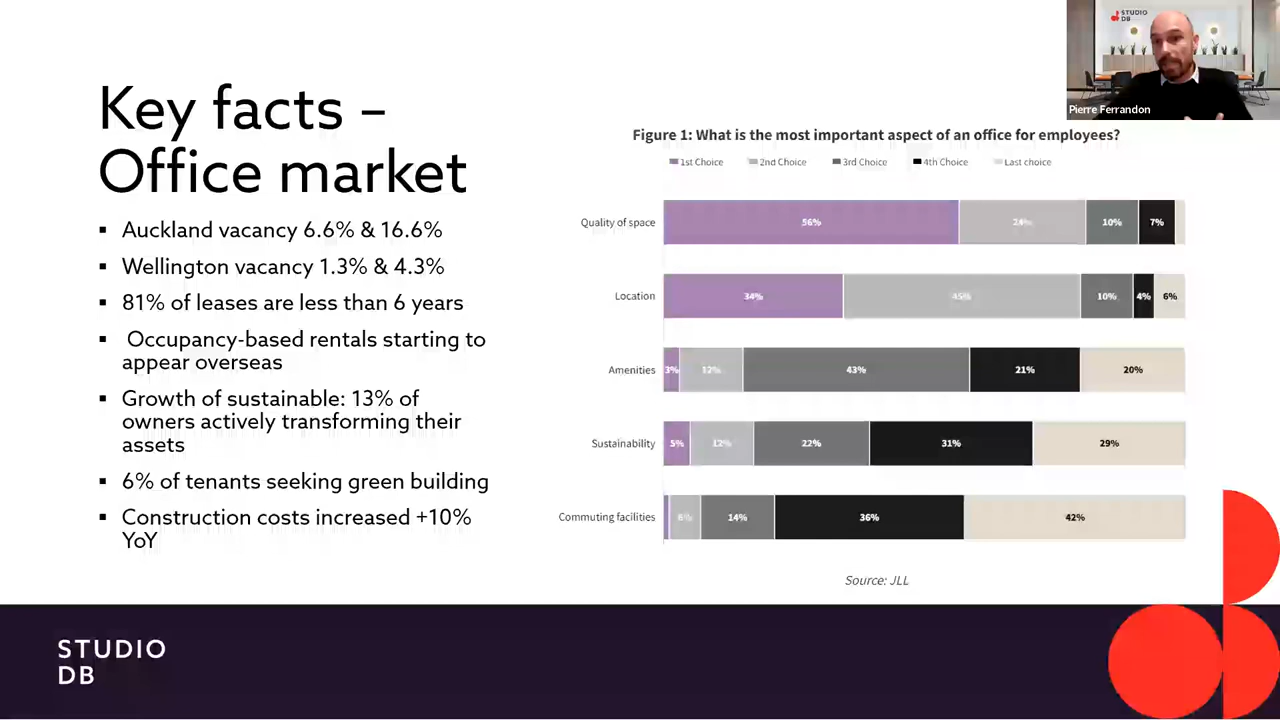 STUDIO
DB
Pierre Ferrandon
Key facts –
Office market
▪ Auckland vacancy 6.6% & 16.6%
▪ Wellington vacancy 1.3% & 4.3%
▪ 81% of leases are less than 6 years
▪ Occupancy-based rentals starting to
appear overseas
▪ Growth of sustainable: 13% of
owners actively transforming their
assets
▪ 6% of tenants seeking green building
▪ Construction costs increased +10%
YoY
Figure 1: What is the most important aspect of an office for employees?
1st Choice 2nd Choice 3rd Choice 4th Choice Last choice
Quality of space 56% 24% 10% 7%
Location 34% 45% 10% 4% 6%
Amenities 3% 12% 43% 21% 20%
Sustainability 5% 12% 22% 31% 29%
Commuting facilities 6% 14% 36% 42%
Source: JLL
STUDIO
DB